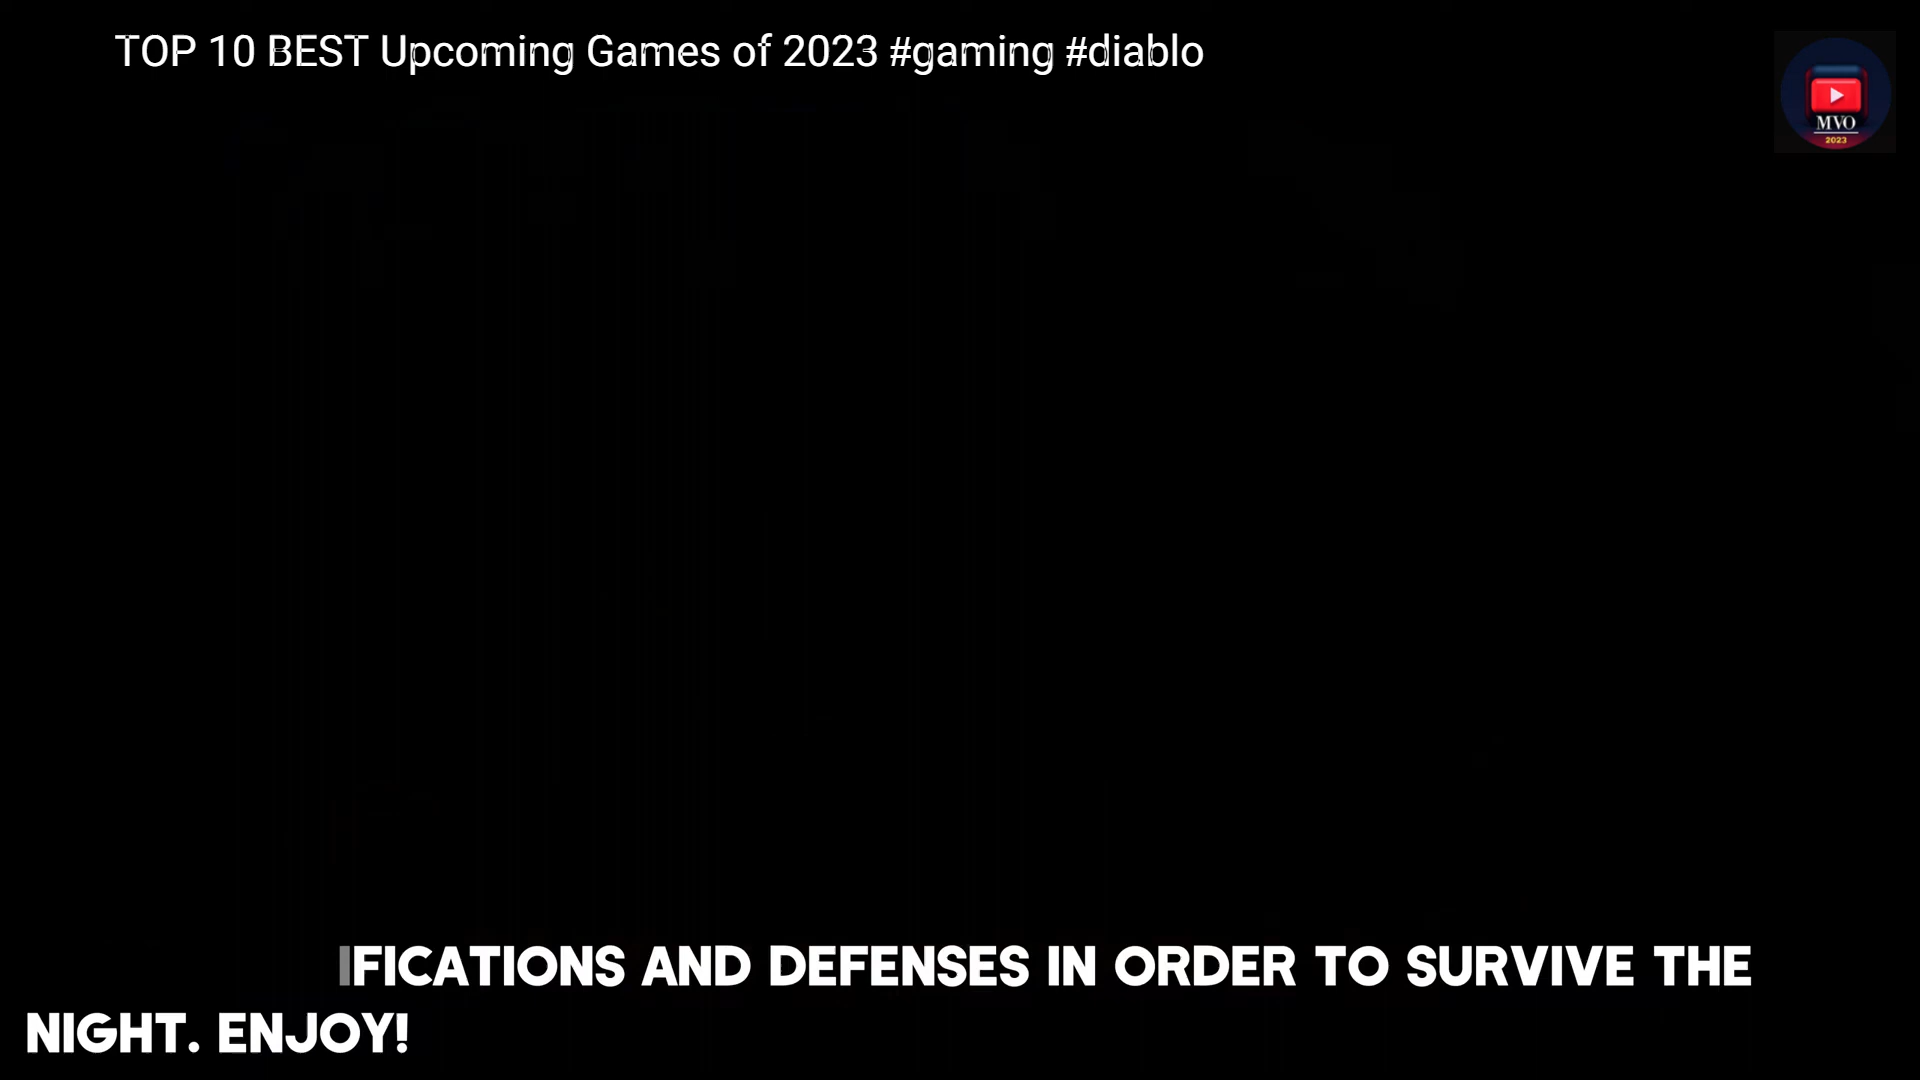 TOP 10 BEST Upcoming Games of 2023 #gaming #diablo
MVO
2023
IFICATIONS AND DEFENSES IN ORDER TO SURVIVE THE
NIGHT. ENJOY!